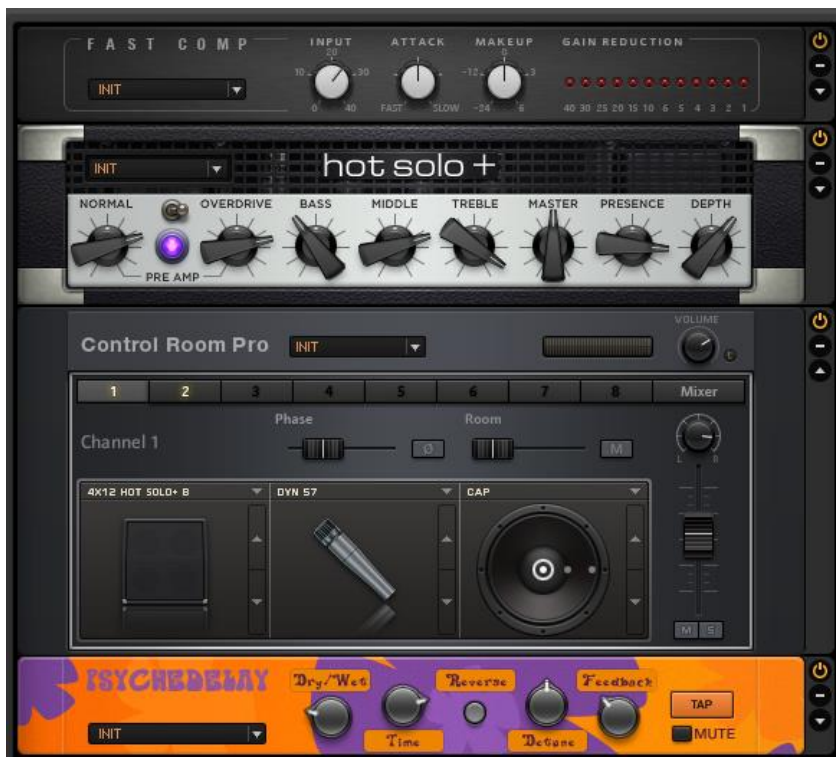 FAST COMP
INPUT ATTACK MAKEUP GAIN REDUCTION
20 0
10 30 -12 3
INIT
0 40 FAST SLOW -24 6 40 30 25 20 15 10 6 5 4 3 2 1
INIT
hot solo +
NORMAL OVERDRIVE BASS MIDDLE TREBLE MASTER PRESENCE DEPTH
PRE AMP
VOLUME
Control Room Pro INIT
1 2 3 4 5 6 7 8 Mixer
Phase Room
Channel 1
Ø M
L R
4X12 HOT SOLO+ B DYN 57 CAP
M S
PSYCHEDELAY
Dry/Wet Reverse Feedback
TAP
INIT
Time Detune
MUTE